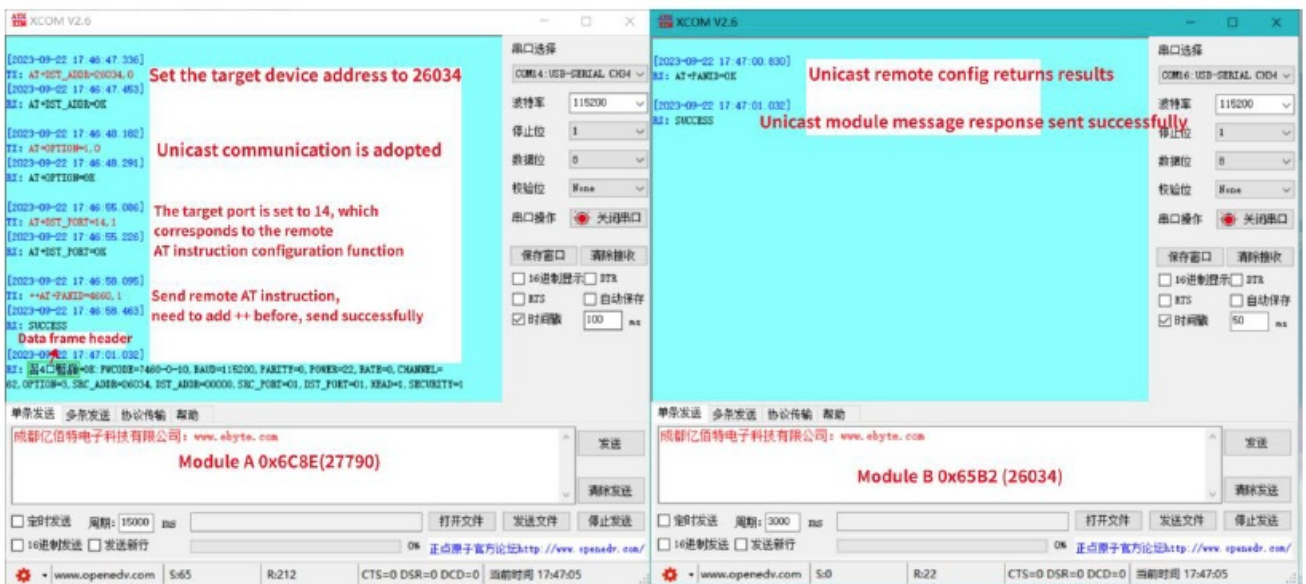 XCOM V2.6
[2023-09-22 17:46:47.336]
TX: AT+DST_ADDR=26034,0
Set the target device address to 26034
[2023-09-22 17:46:47.453]
RX: AT+DST_ADDR=OK
[2023-09-22 17:46:48.182]
TX: AT+OPTION=1,0
Unicast communication is adopted
[2023-09-22 17:46:48.291]
RX: AT+OPTION=OK
[2023-09-22 17:46:55.086]
TX: AT+DST_PORT=14,1
[2023-09-22 17:46:55.226]
RX: AT+DST_PORT=OK
The target port is set to 14, which
corresponds to the remote
AT instruction configuration function
[2023-09-22 17:46:58.095]
TX: ++AT+PANID=4660,1
[2023-09-22 17:46:58.463]
RX: SUCCESS
Send remote AT instruction,
need to add ++ before, send successfully
Data frame header
[2023-09-22 17:47:01.032]
=OK FWCODE=7460-0-10, BAUD=115200, PARITY=0, POWER=22, RATE=0, CHANNEL=
62, OPTION=3, SRC_ADDR=26034, DST_ADDR=00000, SRC_PORT=01, DST_PORT=01, HEAD=1, SECURITY=1
串口选择
COM14:USB-SERIAL CH34
波特率 115200
停止位 1
数据位 8
校验位 None
串口操作 关闭串口
保存窗口 清除接收
16进制显示 DTR
RTS 自动保存
时间戳 100 ms
单条发送 多条发送 协议传输 帮助
成都亿佰特电子科技有限公司: www.ebyte.com
Module A 0x6C8E(27790)
发送
清除发送
定时发送 周期: 15000 ms 打开文件 发送文件 停止发送
16进制发送 发送新行 0% 正点原子官方论坛http://www.openedv.com/
www.openedv.com S:65 R:212 CTS=0 DSR=0 DCD=0 当前时间 17:47:05
XCOM V2.6
[2023-09-22 17:47:00.830]
RX: AT+PANID=OK
Unicast remote config returns results
[2023-09-22 17:47:01.032]
RX: SUCCESS
Unicast module message response sent successfully
串口选择
COM16:USB-SERIAL CH34
波特率 115200
停止位 1
数据位 8
校验位 None
串口操作 关闭串口
保存窗口 清除接收
16进制显示 DTR
RTS 自动保存
时间戳 50 ms
单条发送 多条发送 协议传输 帮助
成都亿佰特电子科技有限公司: www.ebyte.com
Module B 0x65B2 (26034)
发送
清除发送
定时发送 周期: 3000 ms 打开文件 发送文件 停止发送
16进制发送 发送新行 0% 正点原子官方论坛http://www.openedv.com/
www.openedv.com S:0 R:22 CTS=0 DSR=0 DCD=0 当前时间 17:47:05